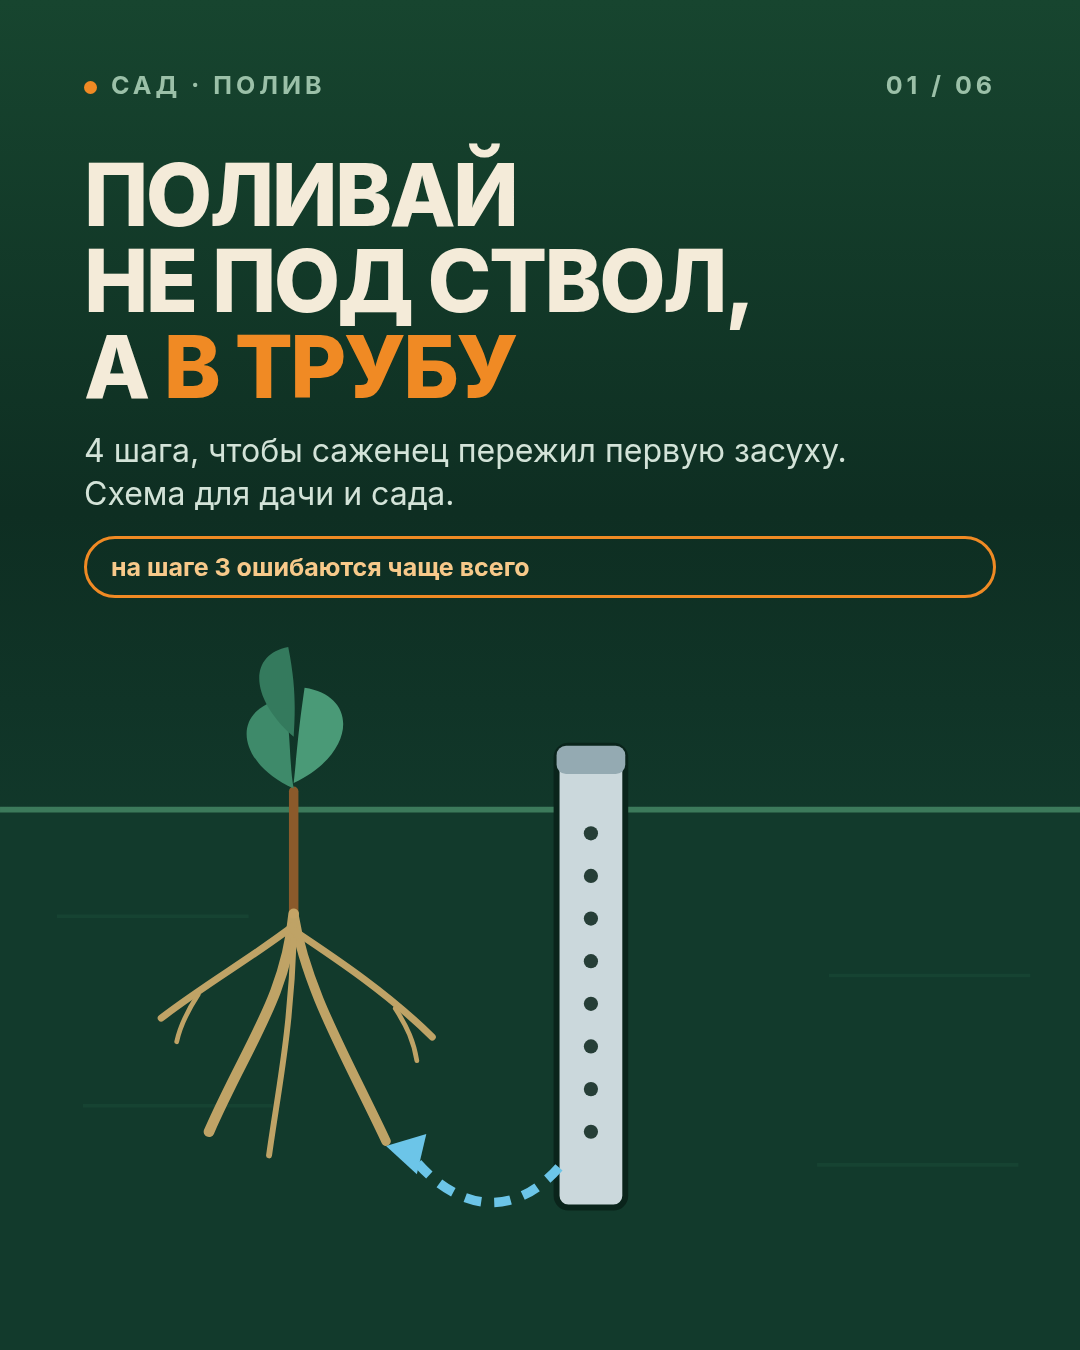 САД · ПОЛИВ
01 / 06
ПОЛИВАЙ
НЕ ПОД СТВОЛ,
А В ТРУБУ
4 шага, чтобы саженец пережил первую засуху.
Схема для дачи и сада.
на шаге 3 ошибаются чаще всего